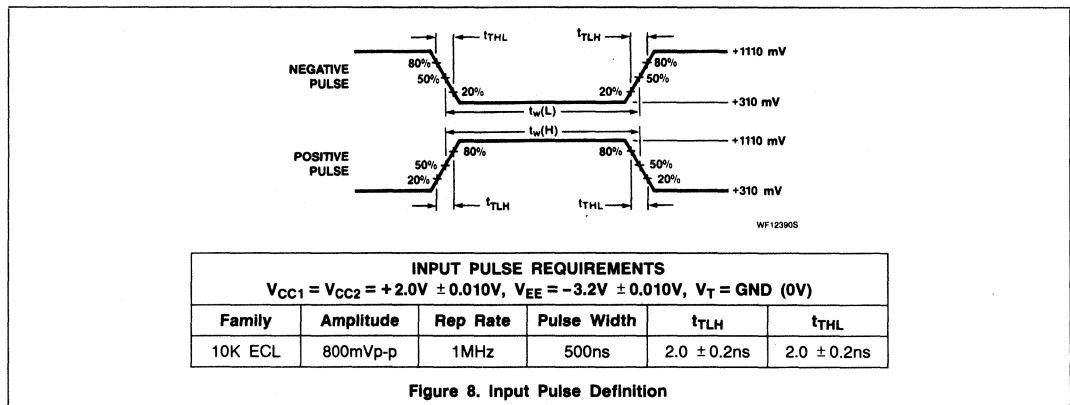 tTHL tTLH
+1110 mV
80% 80%
NEGATIVE
PULSE
50% 50%
20% 20%
+310 mV
tw(L)
tw(H)
+1110 mV
80% 80%
POSITIVE
PULSE
50% 50%
20% 20%
+310 mV
tTLH tTHL
WF12390S
INPUT PULSE REQUIREMENTS
VCC1 = VCC2 = +2.0V ±0.010V, VEE = −3.2V ±0.010V, VT = GND (0V)
Family Amplitude Rep Rate Pulse Width tTLH tTHL
10K ECL 800mVp-p 1MHz 500ns 2.0 ±0.2ns 2.0 ±0.2ns
Figure 8. Input Pulse Definition